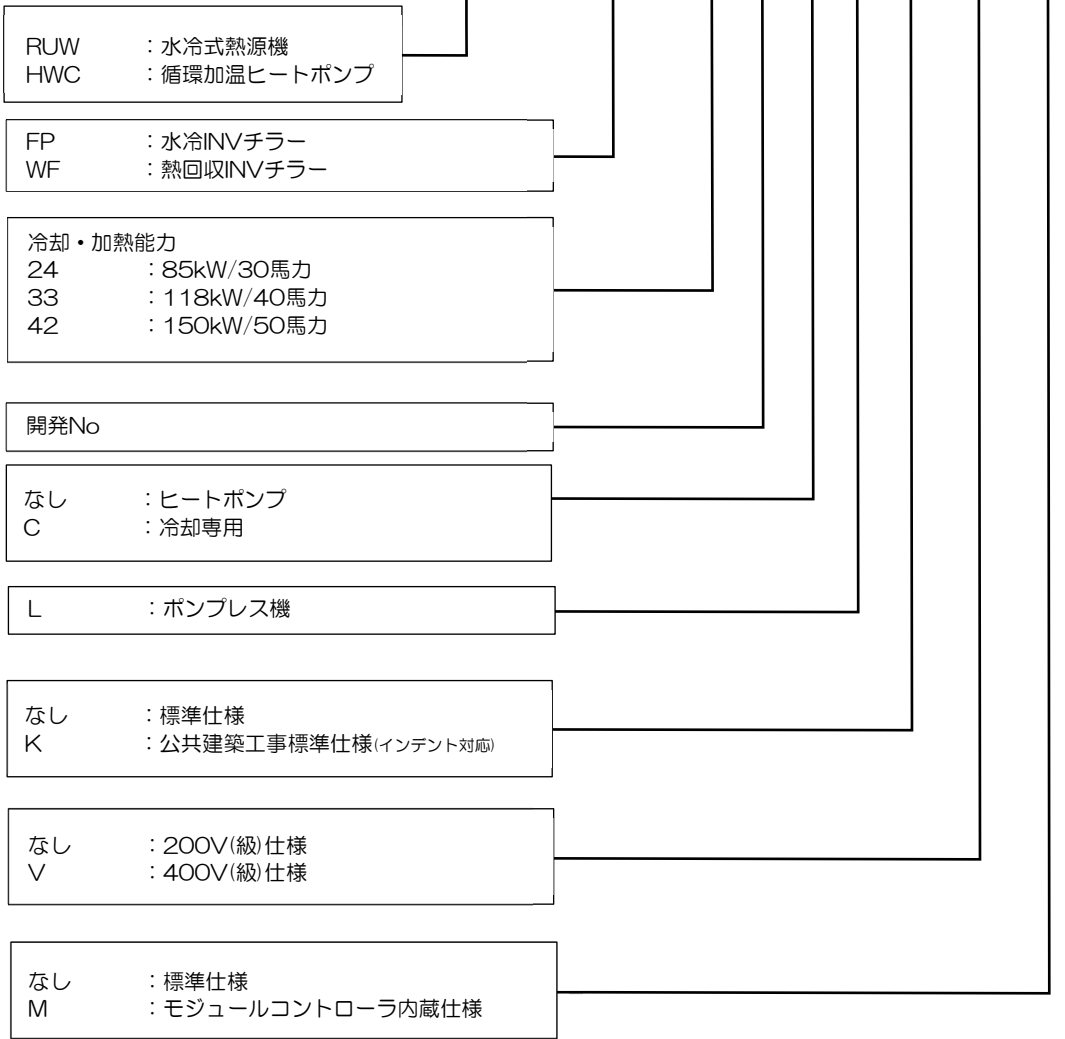 RUW ：水冷式熱源機
HWC ：循環加温ヒートポンプ
FP ：水冷INVチラー
WF ：熱回収INVチラー
冷却・加熱能力
24 ：85kW/30馬力
33 ：118kW/40馬力
42 ：150kW/50馬力
開発No
なし ：ヒートポンプ
C ：冷却専用
L ：ポンプレス機
なし ：標準仕様
K ：公共建築工事標準仕様(インデント対応)
なし ：200V(級)仕様
V ：400V(級)仕様
なし ：標準仕様
M ：モジュールコントローラ内蔵仕様